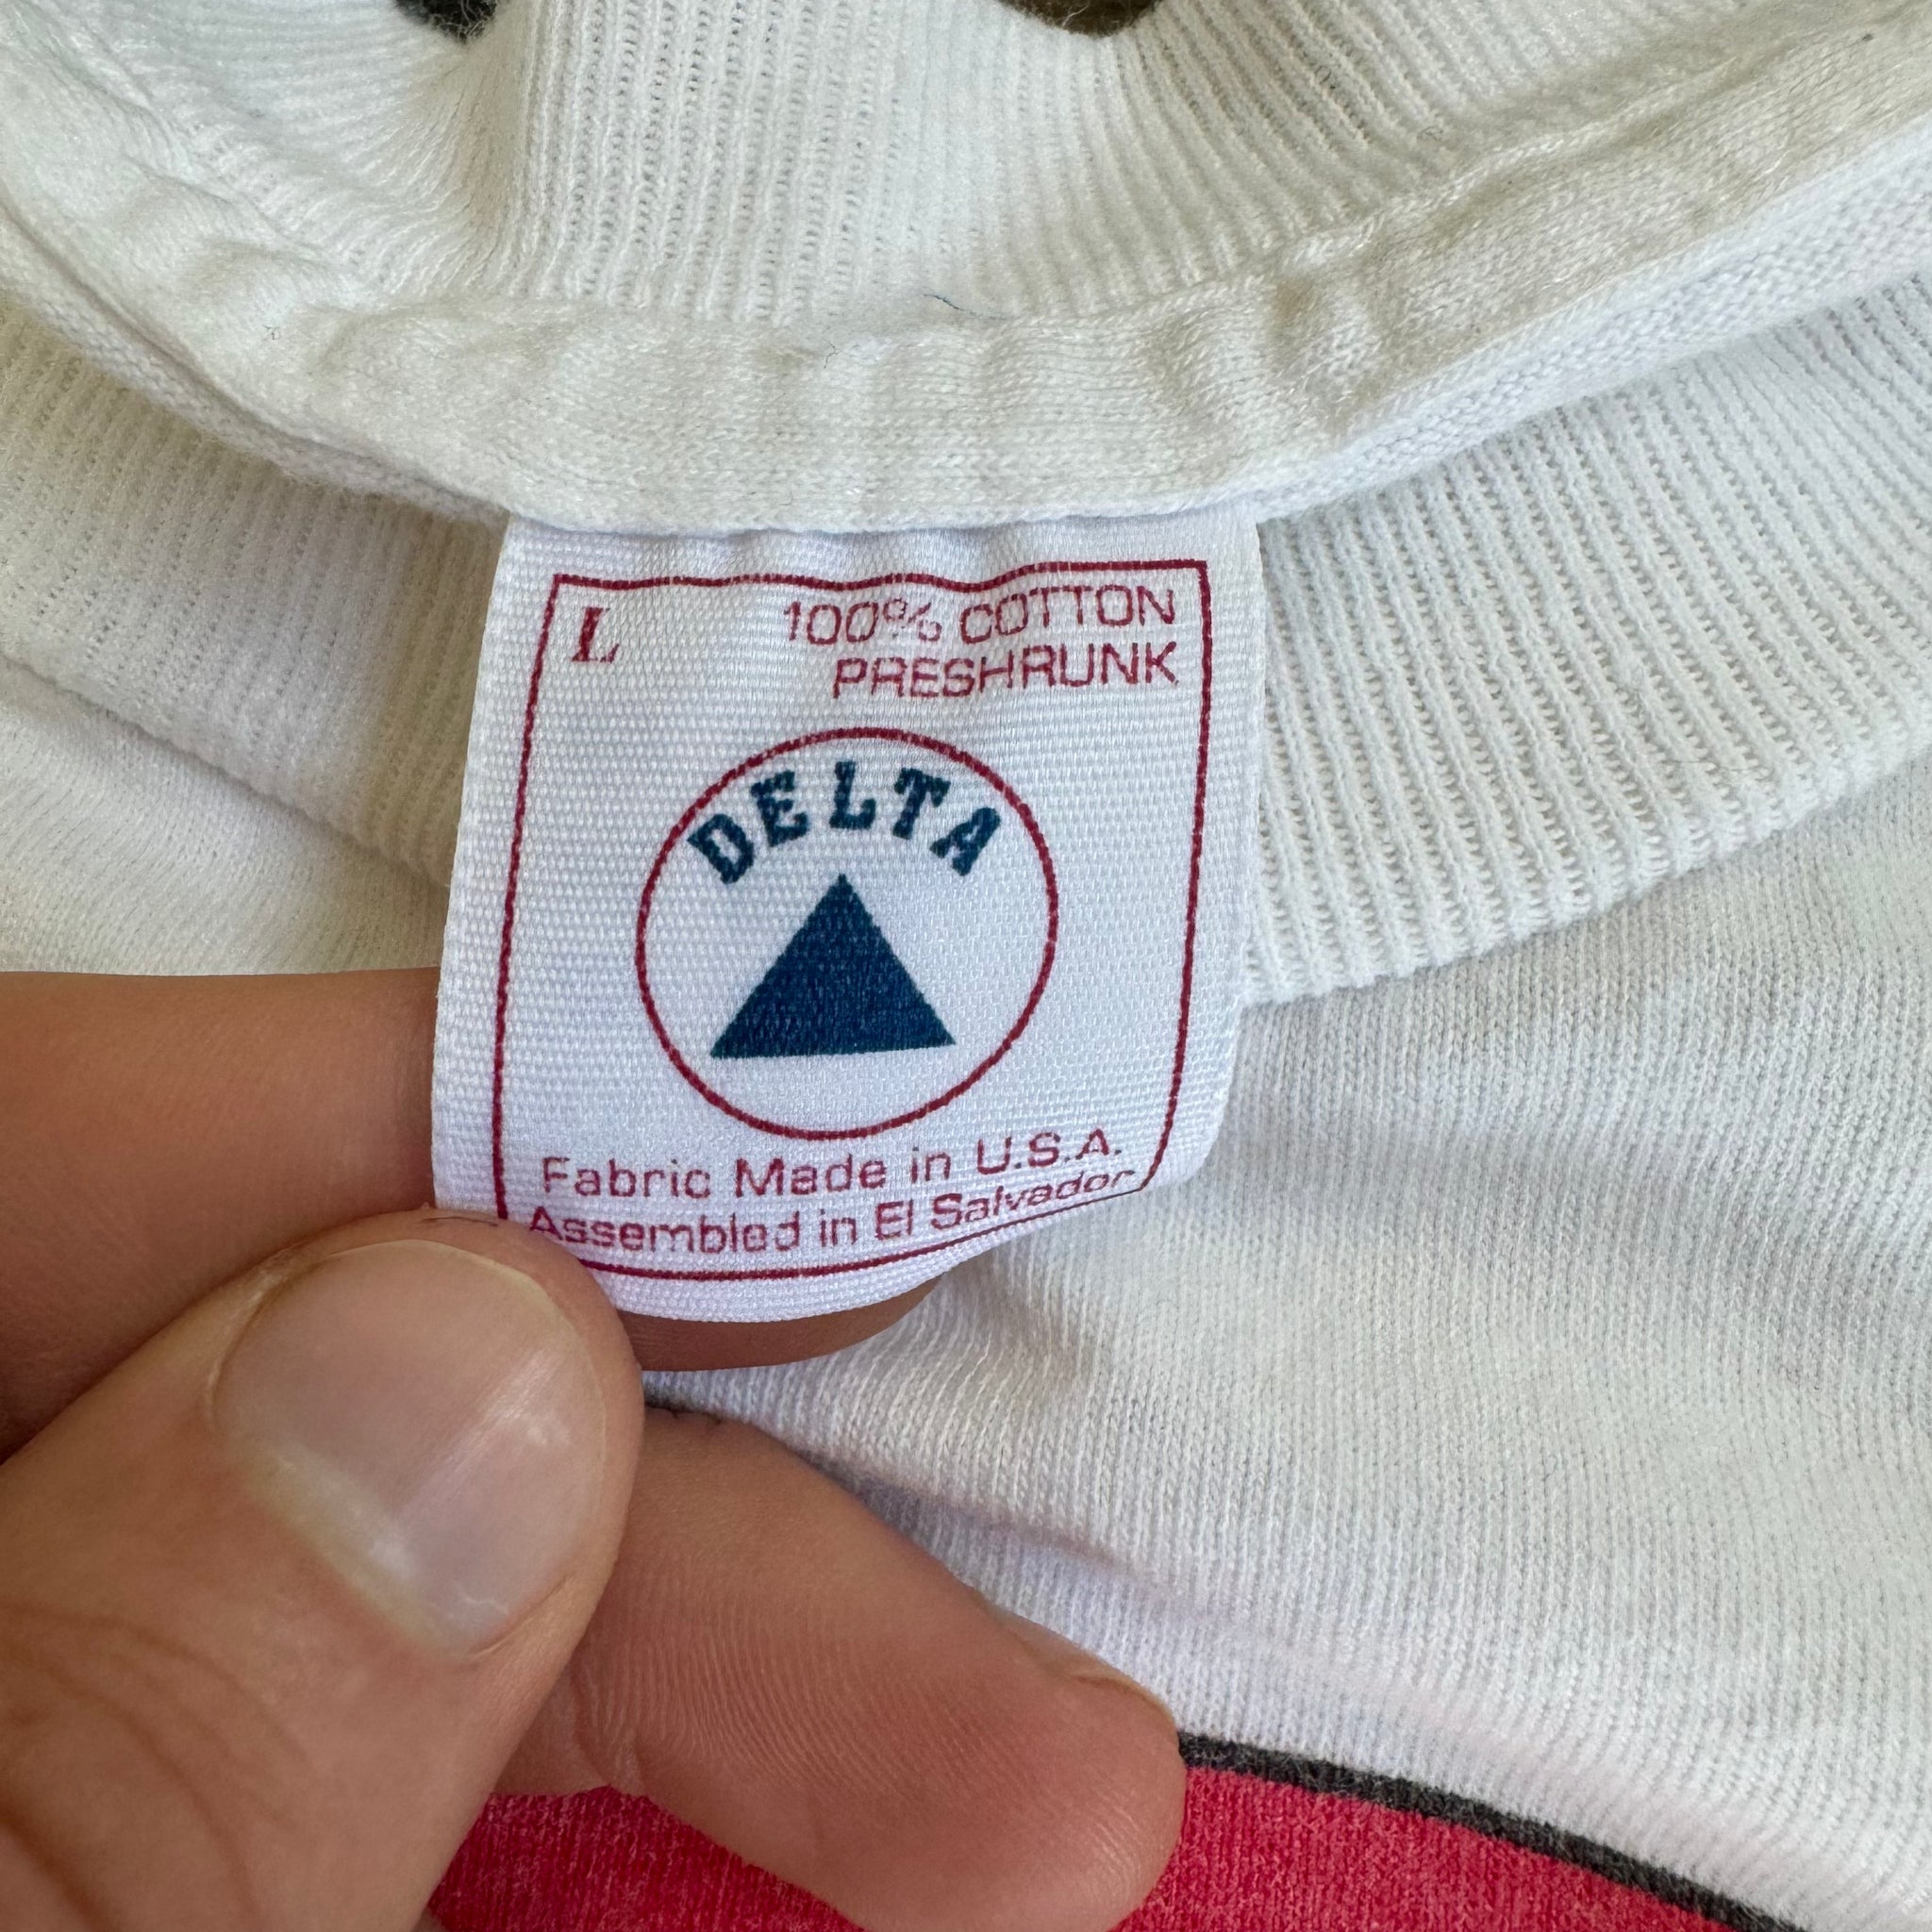 L 100% COTTON
PRESHRUNK
DELTA
Fabric Made in U.S.A.
Assembled in El Salvador